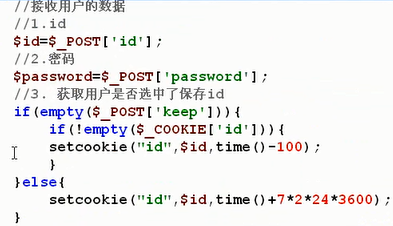 //接收用户的数据
//1.id
$id=$_POST['id'];
//2.密码
$password=$_POST['password'];
//3. 获取用户是否选中了保存id
if(empty($_POST['keep'])){
    if(!empty($_COOKIE['id'])){
    setcookie("id",$id,time()-100);
    }
}else{
    setcookie("id",$id,time()+7*2*24*3600);
}